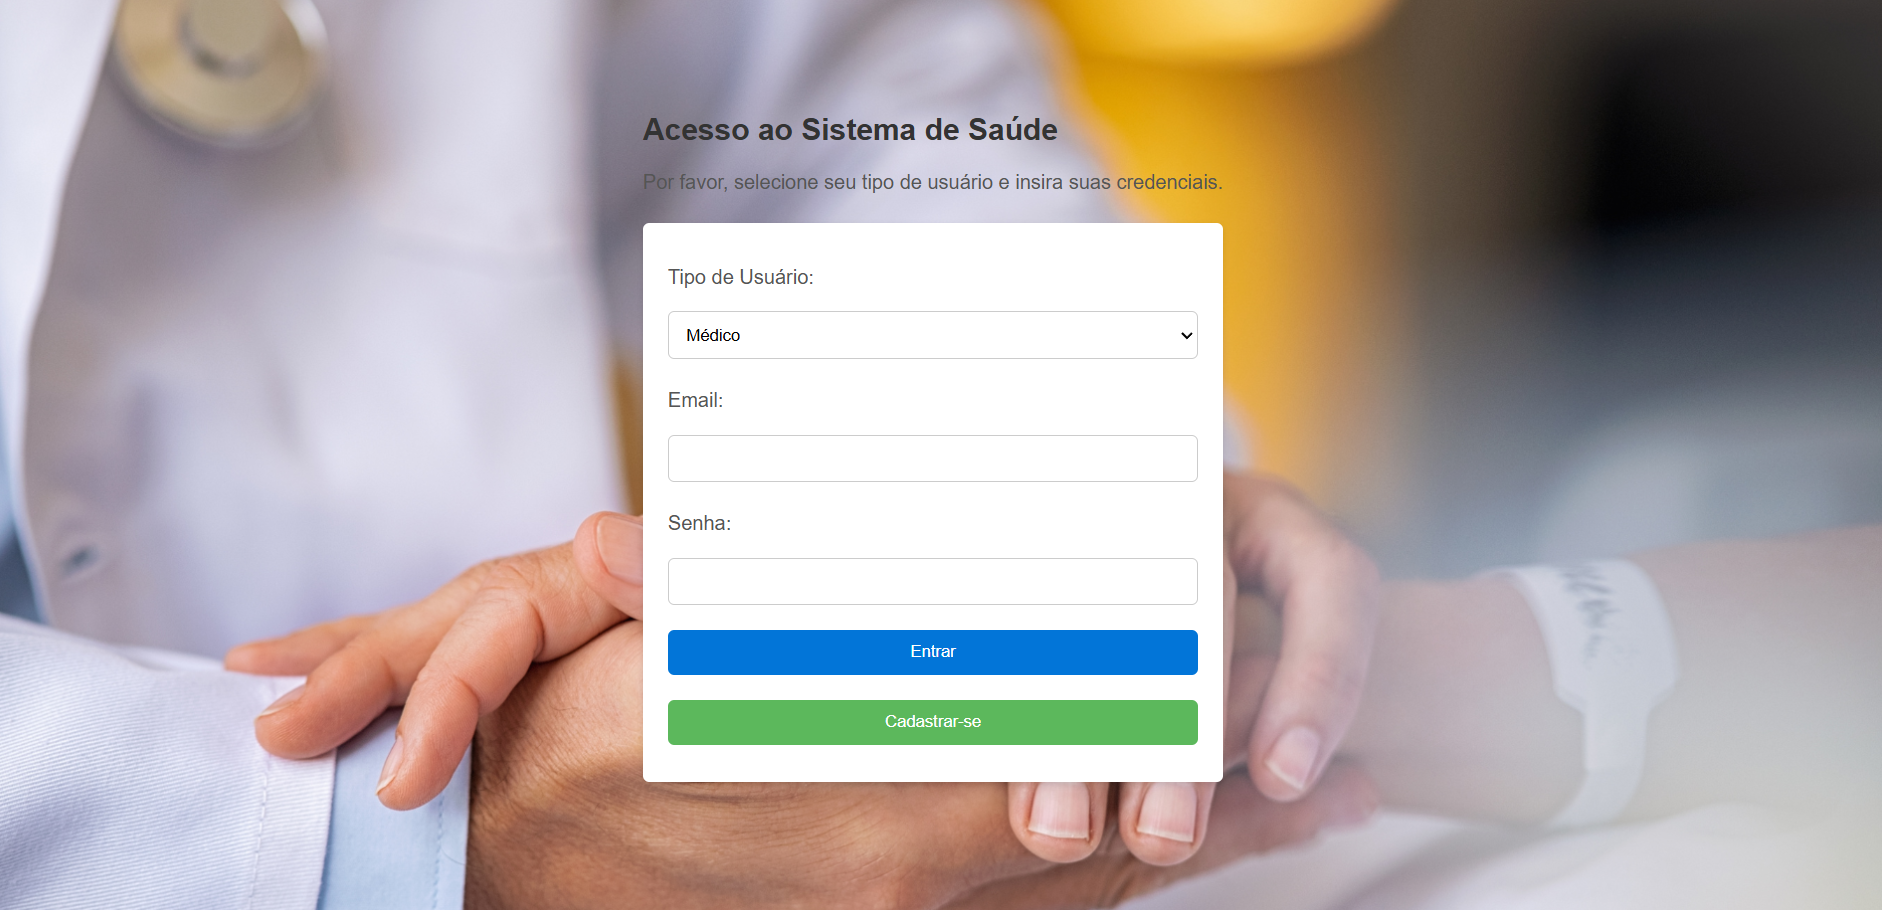 Acesso ao Sistema de Saúde
Por favor, selecione seu tipo de usuário e insira suas credenciais.
Tipo de Usuário:
Médico
Email:
Senha:
Entrar
Cadastrar-se